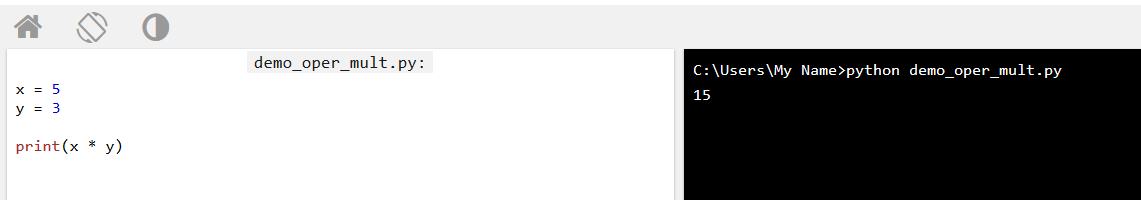 demo_oper_mult.py:
x = 5
y = 3
print(x * y)
C:\Users\My Name>python demo_oper_mult.py
15